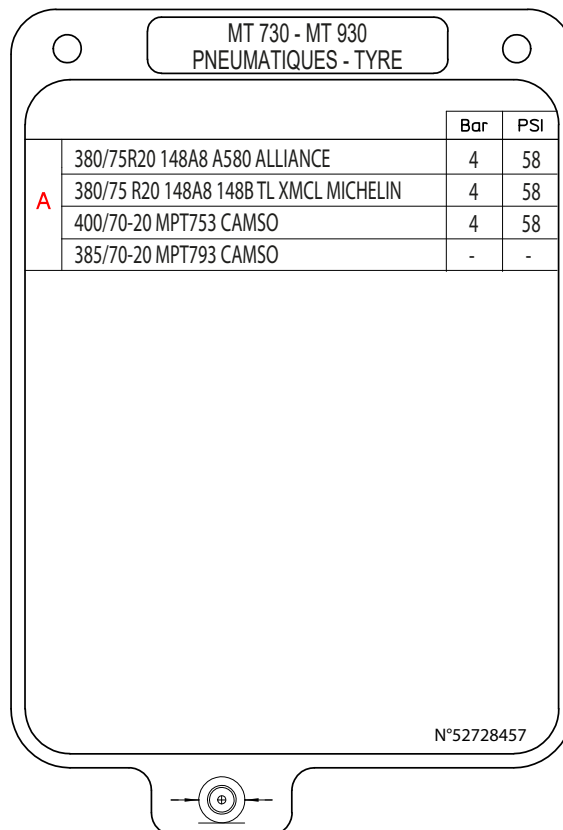 MT 730 - MT 930
PNEUMATIQUES - TYRE
Bar PSI
A
380/75R20 148A8 A580 ALLIANCE 4 58
380/75 R20 148A8 148B TL XMCL MICHELIN 4 58
400/70-20 MPT753 CAMSO 4 58
385/70-20 MPT793 CAMSO - -
N°52728457